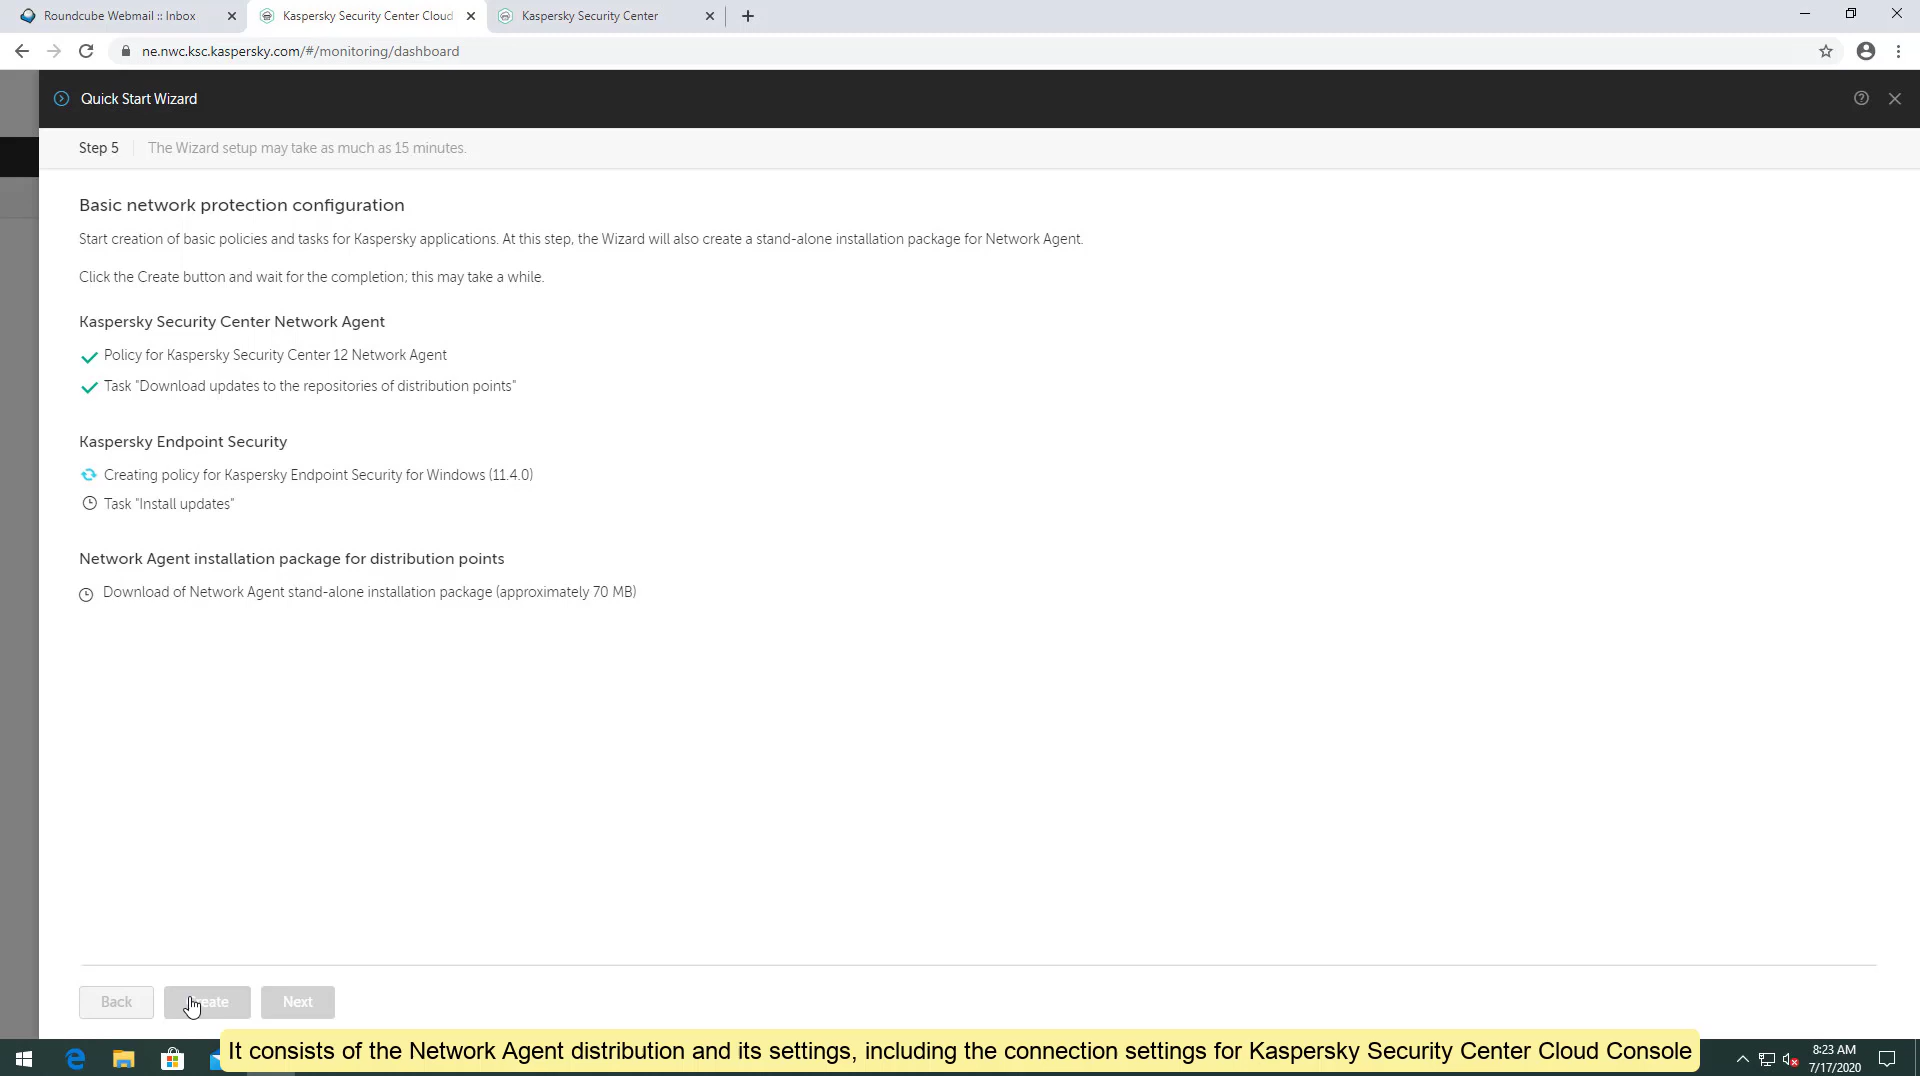 Roundcube Webmail :: Inbox
Kaspersky Security Center Cloud
Kaspersky Security Center
ne.nwc.ksc.kaspersky.com/#/monitoring/dashboard
Quick Start Wizard
Step 5
The Wizard setup may take as much as 15 minutes.
Basic network protection configuration
Start creation of basic policies and tasks for Kaspersky applications. At this step, the Wizard will also create a stand-alone installation package for Network Agent.
Click the Create button and wait for the completion; this may take a while.
Kaspersky Security Center Network Agent
Policy for Kaspersky Security Center 12 Network Agent
Task "Download updates to the repositories of distribution points"
Kaspersky Endpoint Security
Creating policy for Kaspersky Endpoint Security for Windows (11.4.0)
Task "Install updates"
Network Agent installation package for distribution points
Download of Network Agent stand-alone installation package (approximately 70 MB)
Back
Next
It consists of the Network Agent distribution and its settings, including the connection settings for Kaspersky Security Center Cloud Console
8:23 AM
7/17/2020